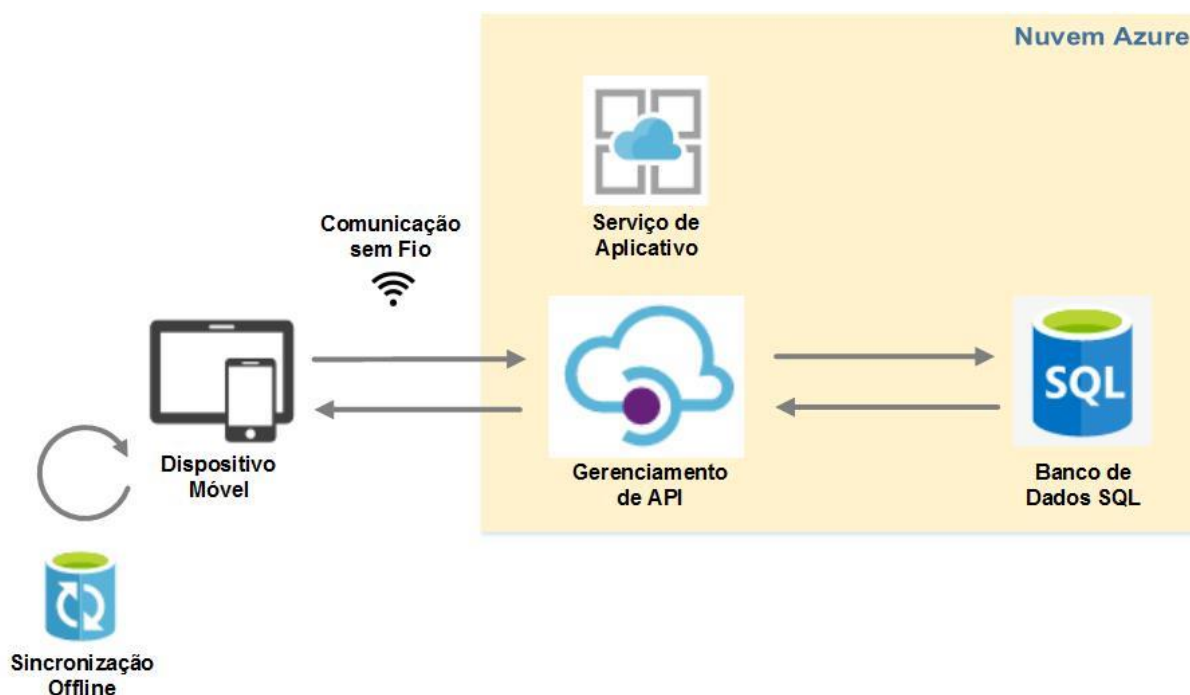 Nuvem Azure
Serviço de
Aplicativo
Comunicação
sem Fio
Dispositivo
Móvel
Gerenciamento
de API
SQL
Banco de
Dados SQL
Sincronização
Offline